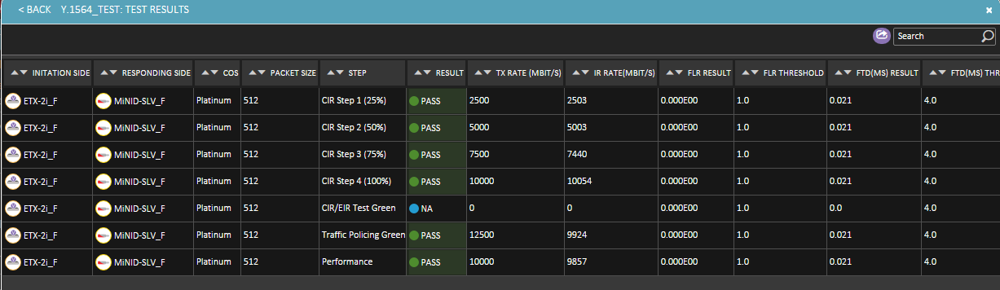 < BACK Y.1564_TEST: TEST RESULTS
Search
INITATION SIDE RESPONDING SIDE COS PACKET SIZE STEP RESULT TX RATE (MBIT/S) IR RATE(MBIT/S) FLR RESULT FLR THRESHOLD FTD(MS) RESULT FTD(MS) THR
ETX-2i_F MiNID-SLV_F Platinum 512 CIR Step 1 (25%) PASS 2500 2503 0.000E00 1.0 0.021 4.0
ETX-2i_F MiNID-SLV_F Platinum 512 CIR Step 2 (50%) PASS 5000 5003 0.000E00 1.0 0.021 4.0
ETX-2i_F MiNID-SLV_F Platinum 512 CIR Step 3 (75%) PASS 7500 7440 0.000E00 1.0 0.021 4.0
ETX-2i_F MiNID-SLV_F Platinum 512 CIR Step 4 (100%) PASS 10000 10054 0.000E00 1.0 0.021 4.0
ETX-2i_F MiNID-SLV_F Platinum 512 CIR/EIR Test Green NA 0 0 0.000E00 1.0 0.0 4.0
ETX-2i_F MiNID-SLV_F Platinum 512 Traffic Policing Green PASS 12500 9924 0.000E00 1.0 0.021 4.0
ETX-2i_F MiNID-SLV_F Platinum 512 Performance PASS 10000 9857 0.000E00 1.0 0.021 4.0